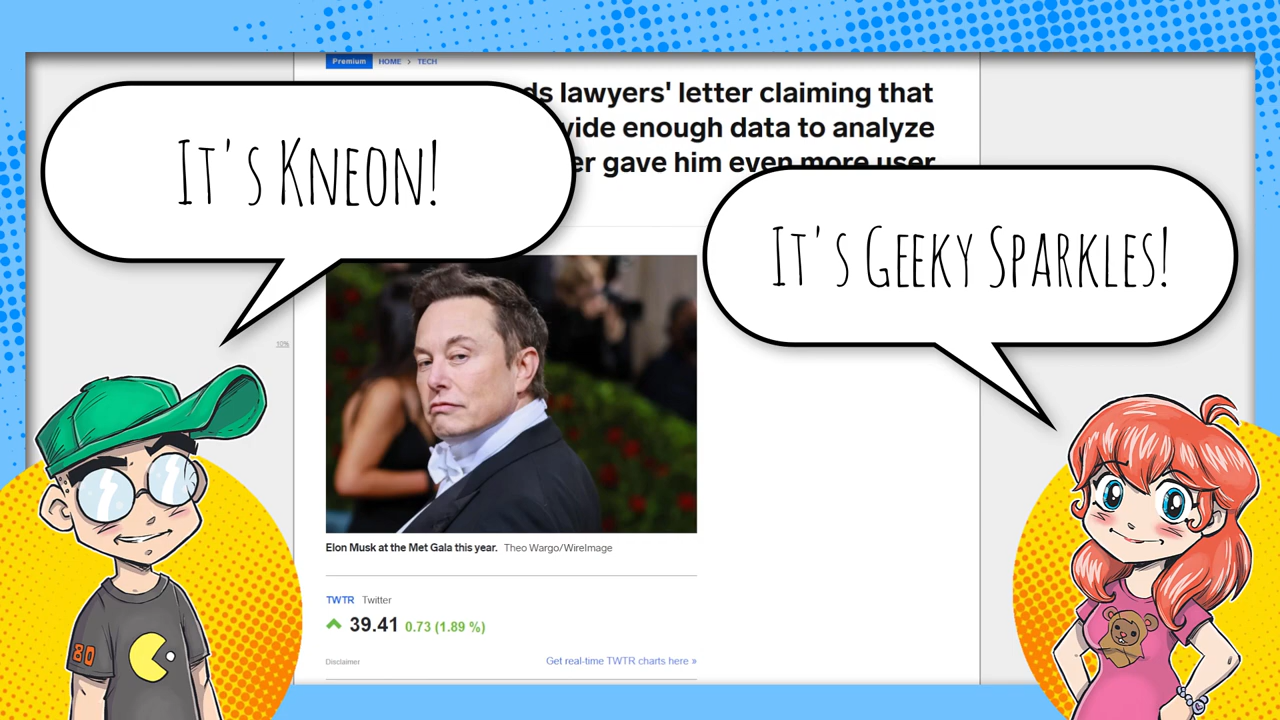 Premium HOME > TECH
ds lawyers' letter claiming that
vide enough data to analyze
er gave him even more user
It's Kneon!
It's Geeky Sparkles!
Elon Musk at the Met Gala this year. Theo Wargo/WireImage
TWTR Twitter
39.41 0.73 (1.89 %)
Disclaimer Get real-time TWTR charts here »
80